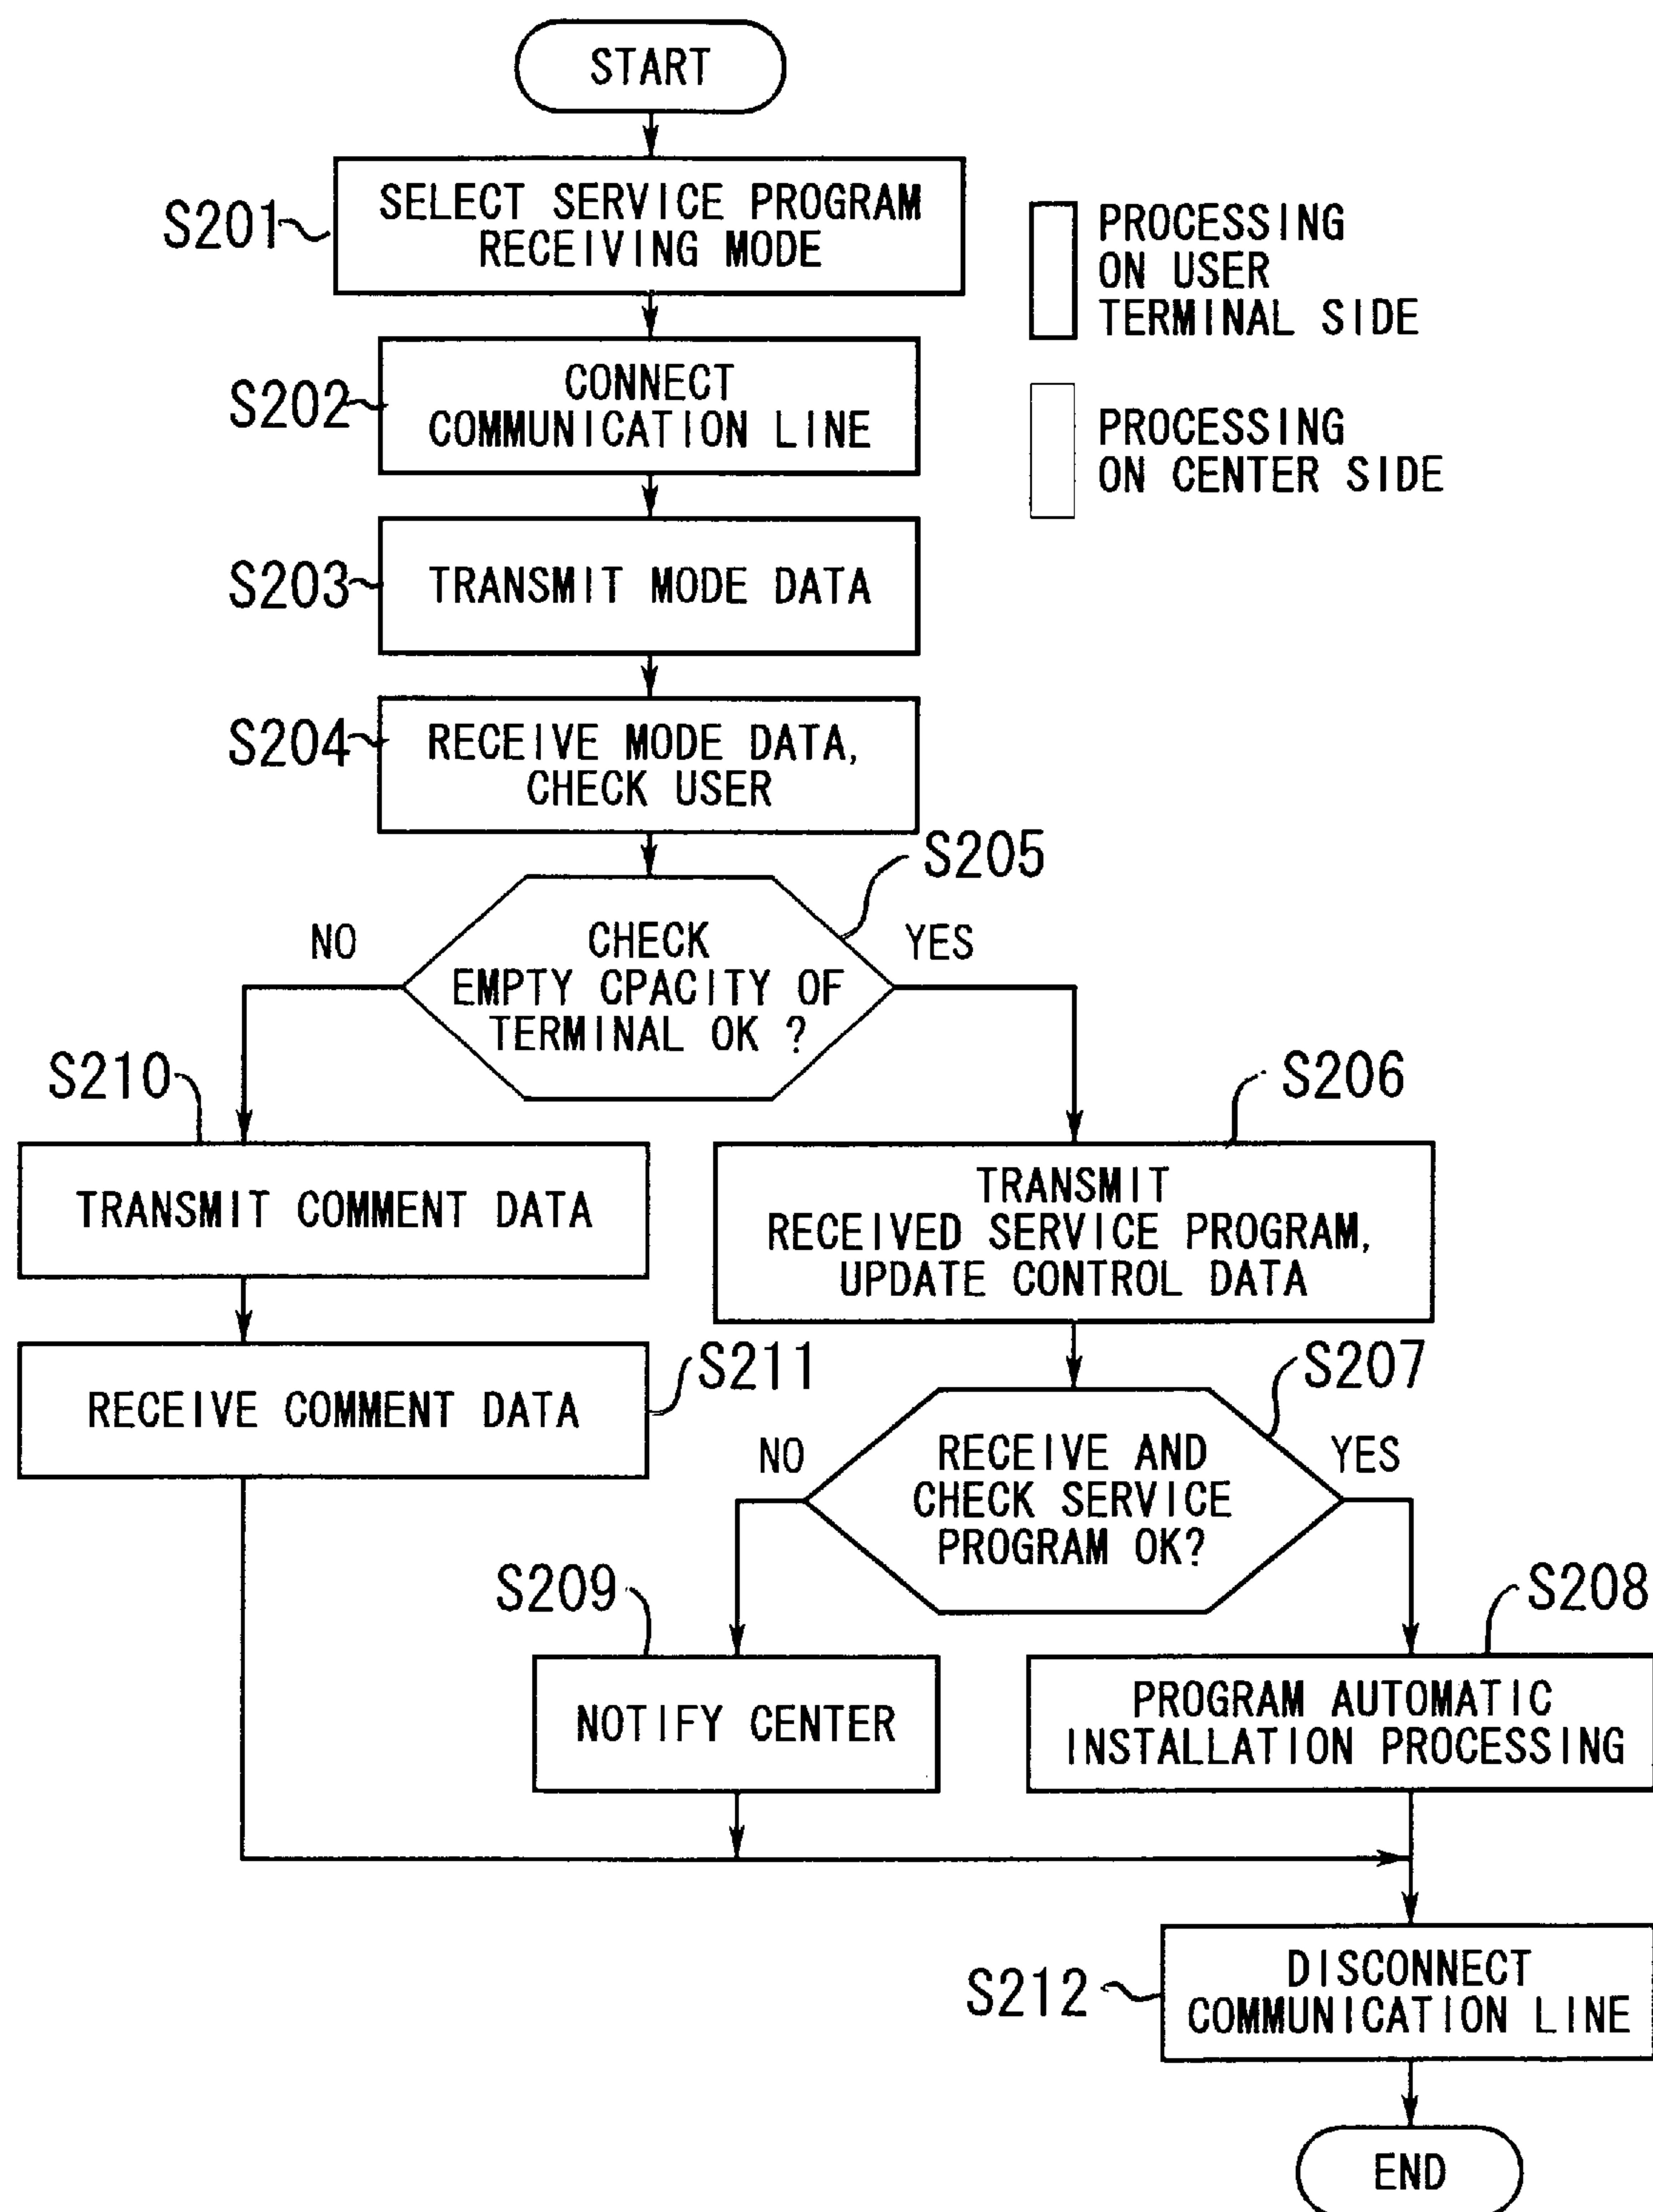 START
S201
SELECT SERVICE PROGRAM
RECEIVING MODE
PROCESSING
ON USER
TERMINAL SIDE
S202
CONNECT
COMMUNICATION LINE
PROCESSING
ON CENTER SIDE
S203
TRANSMIT MODE DATA
S204
RECEIVE MODE DATA,
CHECK USER
S205
NO
CHECK
EMPTY CPACITY OF
TERMINAL OK ?
YES
S210
TRANSMIT COMMENT DATA
S206
TRANSMIT
RECEIVED SERVICE PROGRAM,
UPDATE CONTROL DATA
RECEIVE COMMENT DATA
S211
S207
NO
RECEIVE AND
CHECK SERVICE
PROGRAM OK?
YES
S209
NOTIFY CENTER
S208
PROGRAM AUTOMATIC
INSTALLATION PROCESSING
S212
DISCONNECT
COMMUNICATION LINE
END